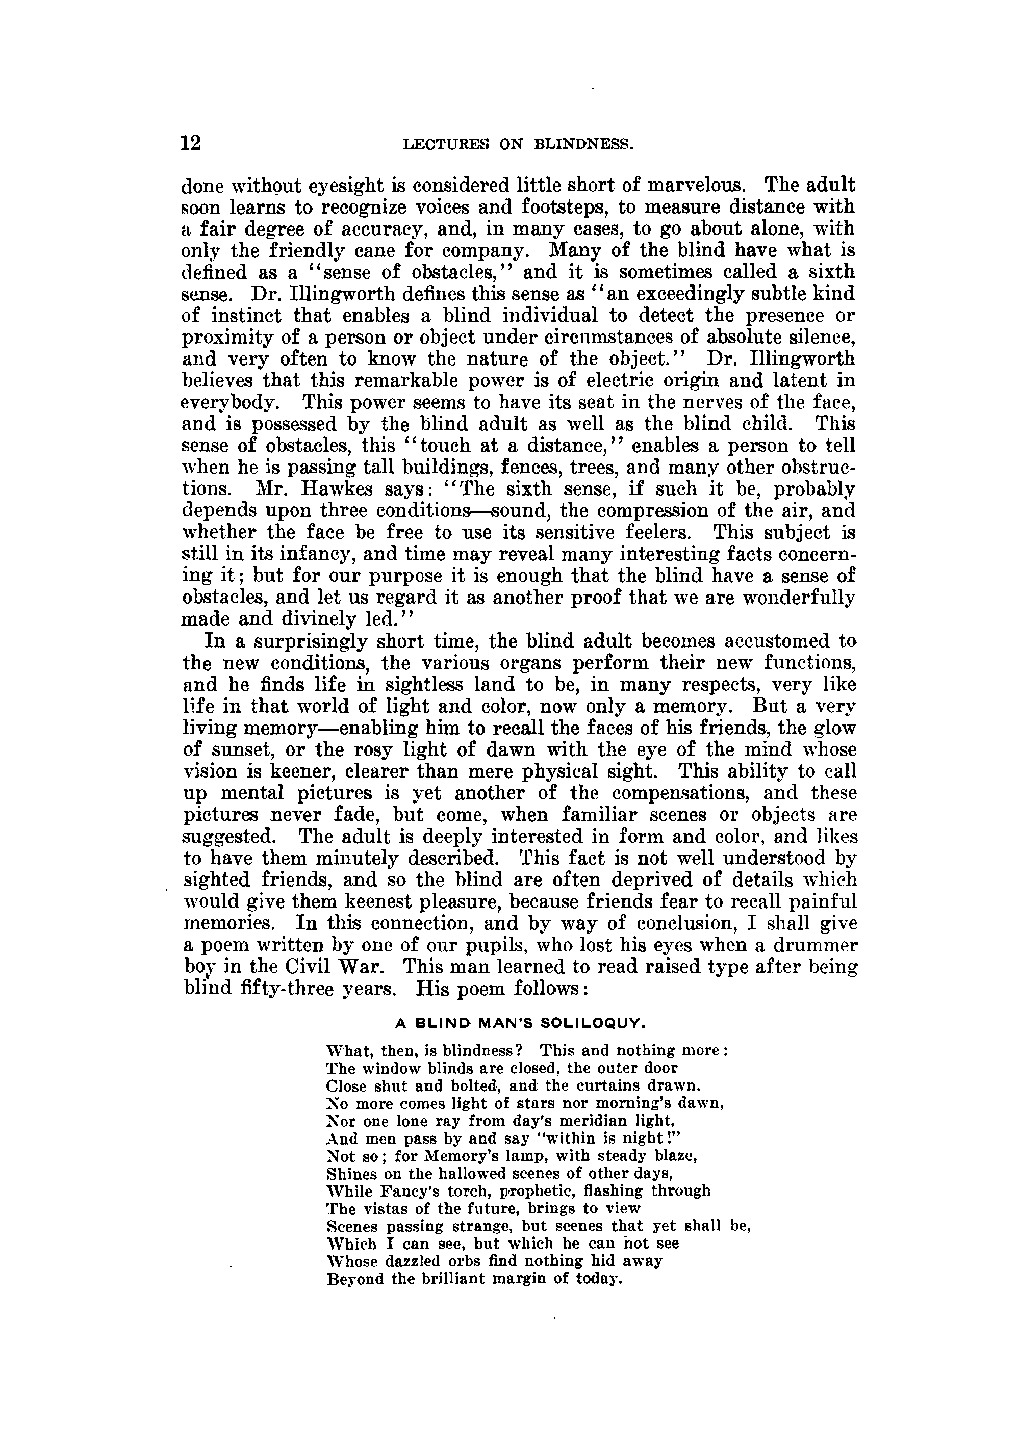 12 LECTURES ON BLINDNESS.
done without eyesight is considered little short of marvelous. The adult
soon learns to recognize voices and footsteps, to measure distance with
a fair degree of accuracy, and, in many cases, to go about alone, with
only the friendly cane for company. Many of the blind have what is
defined as a "sense of obstacles," and it is sometimes called a sixth
sense. Dr. Illingworth defines this sense as "an exceedingly subtle kind
of instinct that enables a blind individual to detect the presence or
proximity of a person or object under circumstances of absolute silence,
and very often to know the nature of the object." Dr. Illingworth
believes that this remarkable power is of electric origin and latent in
everybody. This power seems to have its seat in the nerves of the face,
and is possessed by the blind adult as well as the blind child. This
sense of obstacles, this "touch at a distance," enables a person to tell
when he is passing tall buildings, fences, trees, and many other obstruc-
tions. Mr. Hawkes says: "The sixth sense, if such it be, probably
depends upon three conditions—sound, the compression of the air, and
whether the face be free to use its sensitive feelers. This subject is
still in its infancy, and time may reveal many interesting facts concern-
ing it; but for our purpose it is enough that the blind have a sense of
obstacles, and let us regard it as another proof that we are wonderfully
made and divinely led."
In a surprisingly short time, the blind adult becomes accustomed to
the new conditions, the various organs perform their new functions,
and he finds life in sightless land to be, in many respects, very like
life in that world of light and color, now only a memory. But a very
living memory—enabling him to recall the faces of his friends, the glow
of sunset, or the rosy light of dawn with the eye of the mind whose
vision is keener, clearer than mere physical sight. This ability to call
up mental pictures is yet another of the compensations, and these
pictures never fade, but come, when familiar scenes or objects are
suggested. The adult is deeply interested in form and color, and likes
to have them minutely described. This fact is not well understood by
sighted friends, and so the blind are often deprived of details which
would give them keenest pleasure, because friends fear to recall painful
memories. In this connection, and by way of conclusion, I shall give
a poem written by one of our pupils, who lost his eyes when a drummer
boy in the Civil War. This man learned to read raised type after being
blind fifty-three years. His poem follows:
A BLIND MAN'S SOLILOQUY.
What, then, is blindness? This and nothing more:
The window blinds are closed, the outer door
Close shut and bolted, and the curtains drawn.
No more comes light of stars nor morning's dawn,
Nor one lone ray from day's meridian light,
And men pass by and say "within is night!"
Not so; for Memory's lamp, with steady blaze,
Shines on the hallowed scenes of other days,
While Fancy's torch, prophetic, flashing through
The vistas of the future, brings to view
Scenes passing strange, but scenes that yet shall be,
Which I can see, but which he can not see
Whose dazzled orbs find nothing hid away
Beyond the brilliant margin of today.